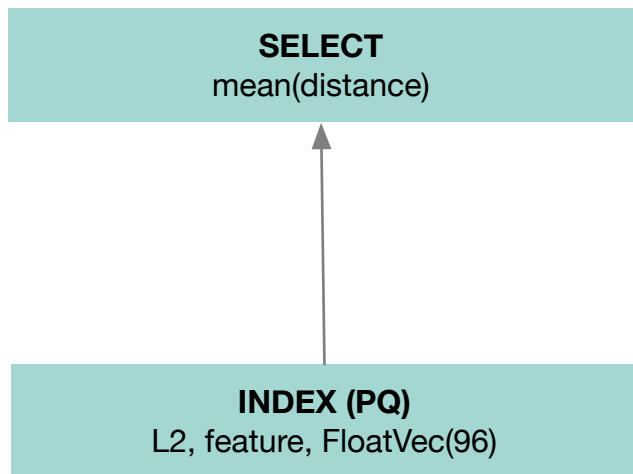 SELECT
mean(distance)
INDEX (PQ)
L2, feature, FloatVec(96)